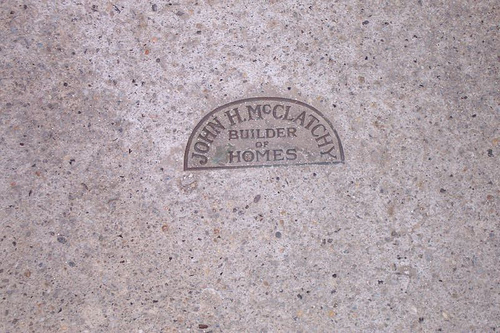 JOHN H. McCLATCHY
BUILDER
OF
HOMES